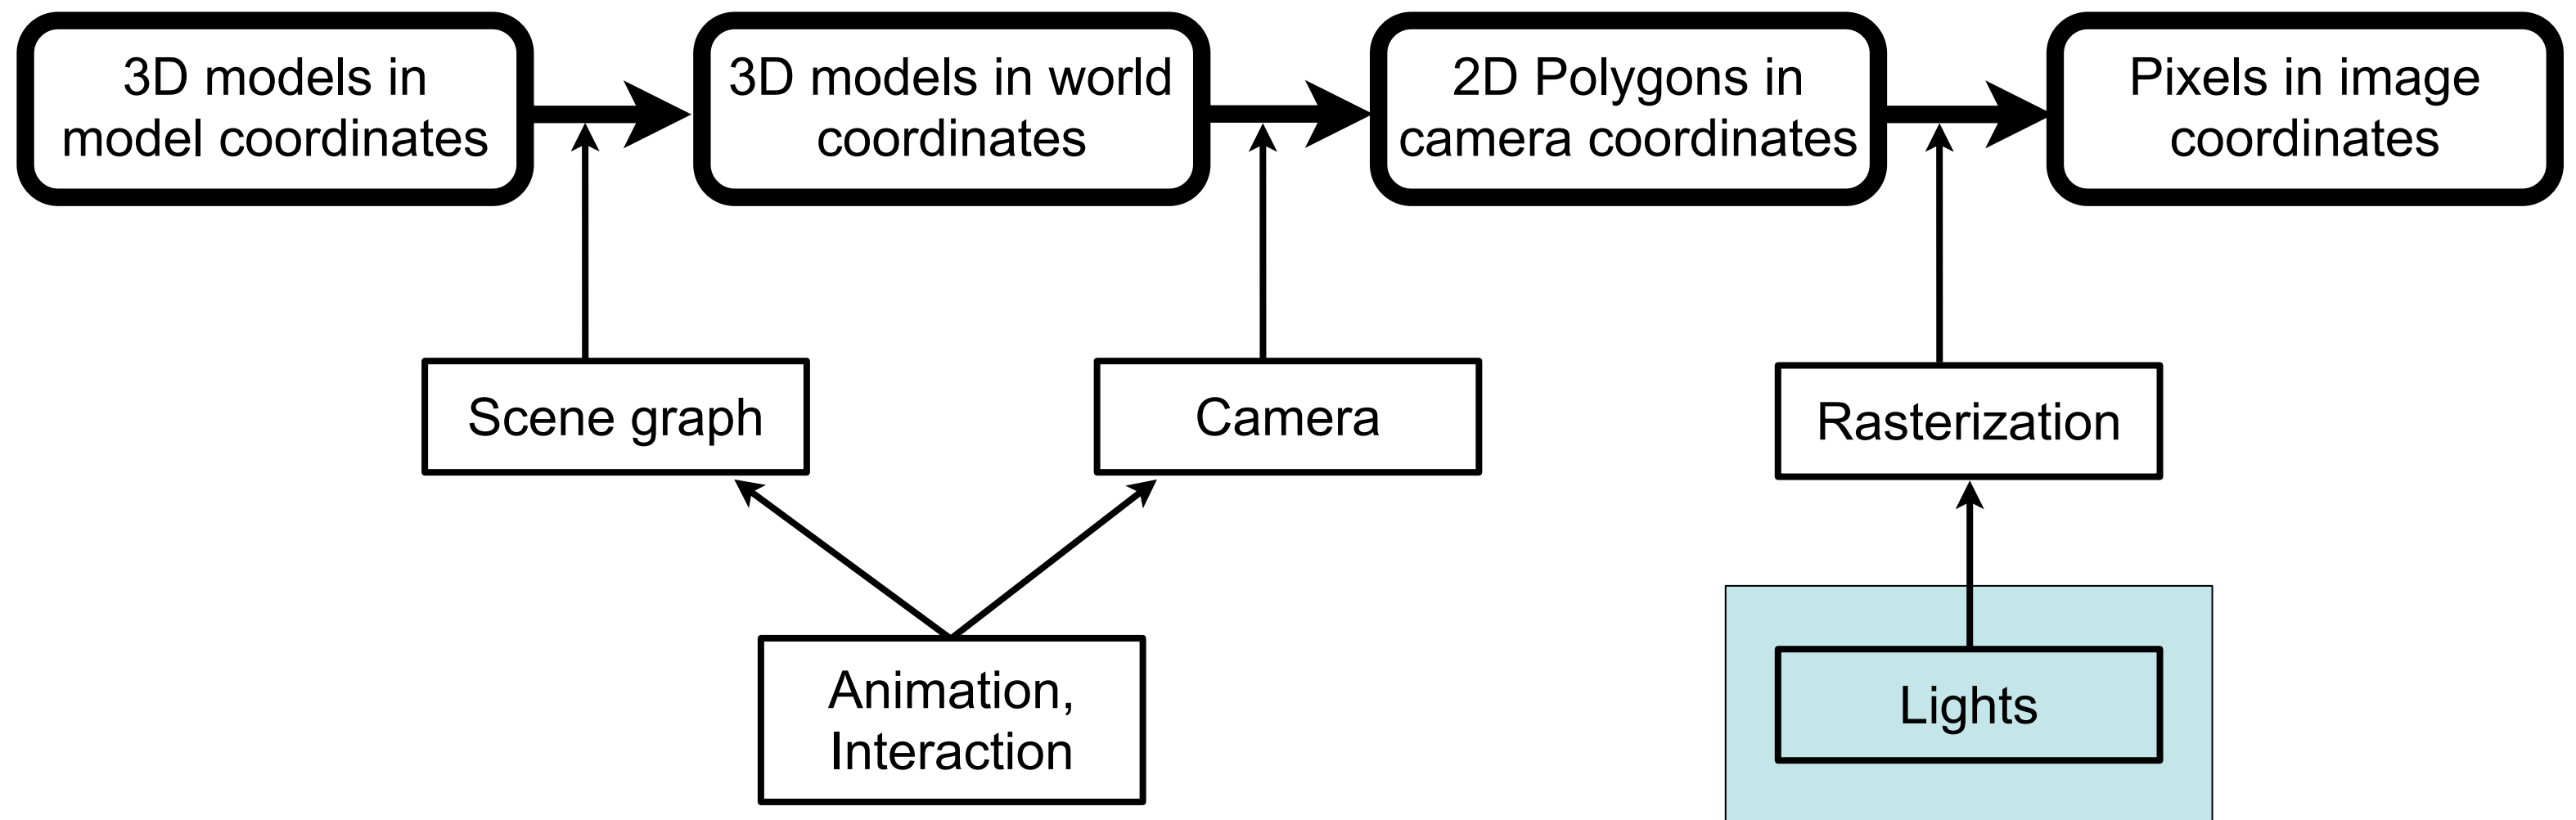 3D models in
model coordinates
3D models in world
coordinates
2D Polygons in
camera coordinates
Pixels in image
coordinates
Scene graph
Camera
Rasterization
Animation,
Interaction
Lights